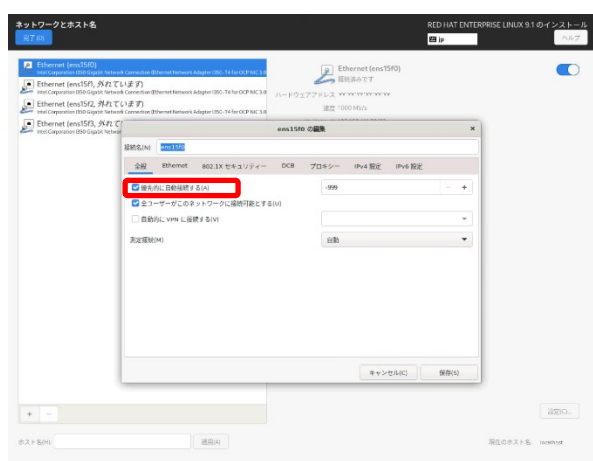 ネットワークとホスト名
RED HAT ENTERPRISE LINUX 9.1 のインストール
完了(D)
jp
ヘルプ
Ethernet (ens15f0)
Intel Corporation I350 Gigabit Network Connection (Ethernet Network Adapter I350-T4 for OCP NIC 3.0
Ethernet (ens15f1, 外れています)
Intel Corporation I350 Gigabit Network Connection (Ethernet Network Adapter I350-T4 for OCP NIC 3.0
Ethernet (ens15f2, 外れています)
Intel Corporation I350 Gigabit Network Connection (Ethernet Network Adapter I350-T4 for OCP NIC 3.0
Ethernet (ens15f3, 外れて
Intel Corporation I350 Gigabit Network
Ethernet (ens15f0)
接続済みです
ハードウェアアドレス
速度 1000 Mb/s
ens15f0 の編集
接続名(N) ens15f0
全般 Ethernet 802.1X セキュリティー DCB プロキシー IPv4 設定 IPv6 設定
優先的に自動接続する(A) -999 - +
全ユーザーがこのネットワークに接続可能とする(U)
自動的に VPN に接続する(V)
測定接続(M) 自動
キャンセル(C) 保存(S)
+ -
設定(C)...
ホスト名(H): 適用(A) 現在のホスト名: localhost